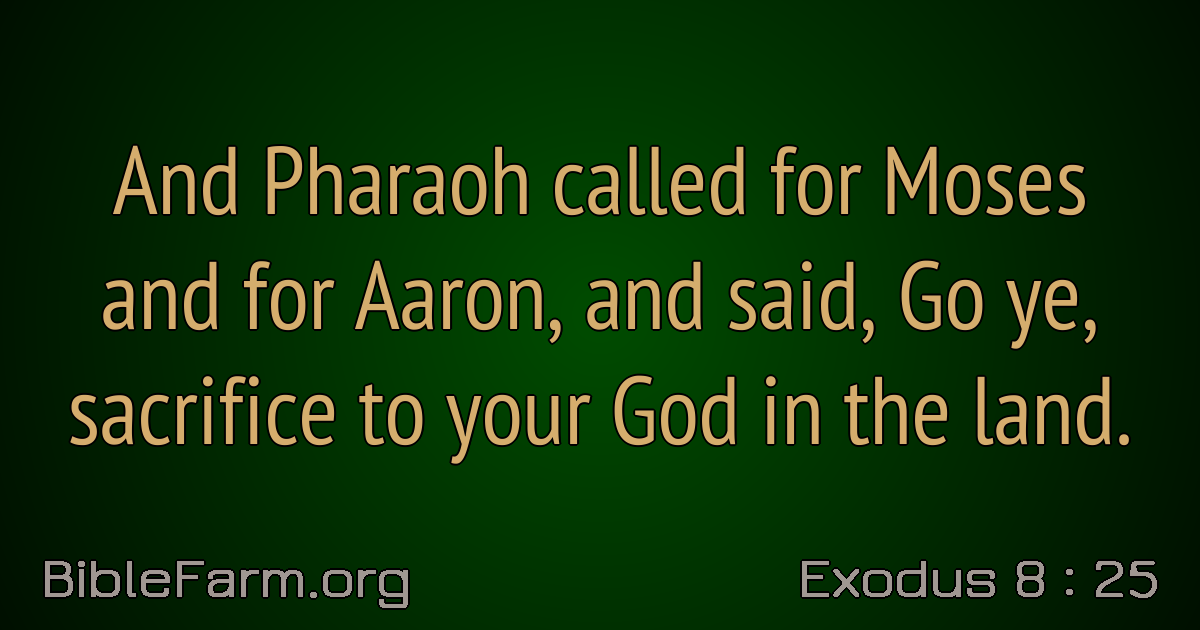 And Pharaoh called for Moses
and for Aaron, and said, Go ye,
sacrifice to your God in the land.
BibleFarm.org
Exodus 8 : 25